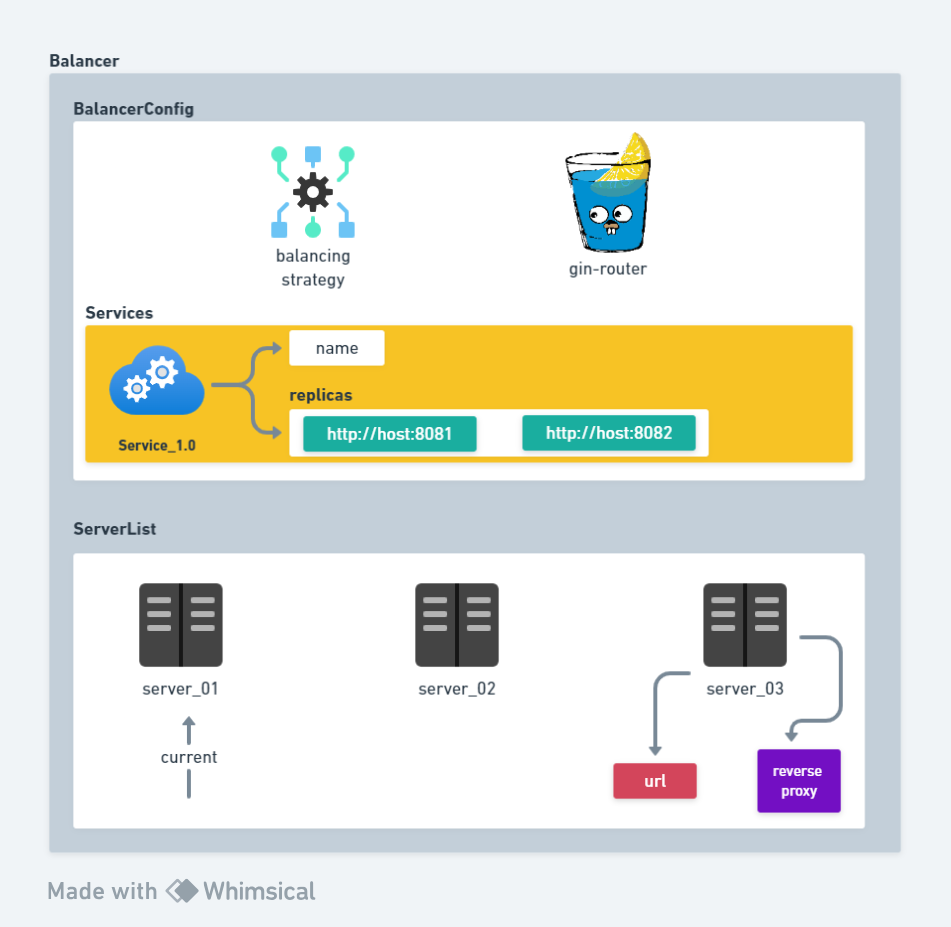 Balancer
BalancerConfig
balancing
strategy
gin-router
Services
name
replicas
http://host:8081
http://host:8082
Service_1.0
ServerList
server_01
server_02
server_03
current
url
reverse
proxy
Made with Whimsical